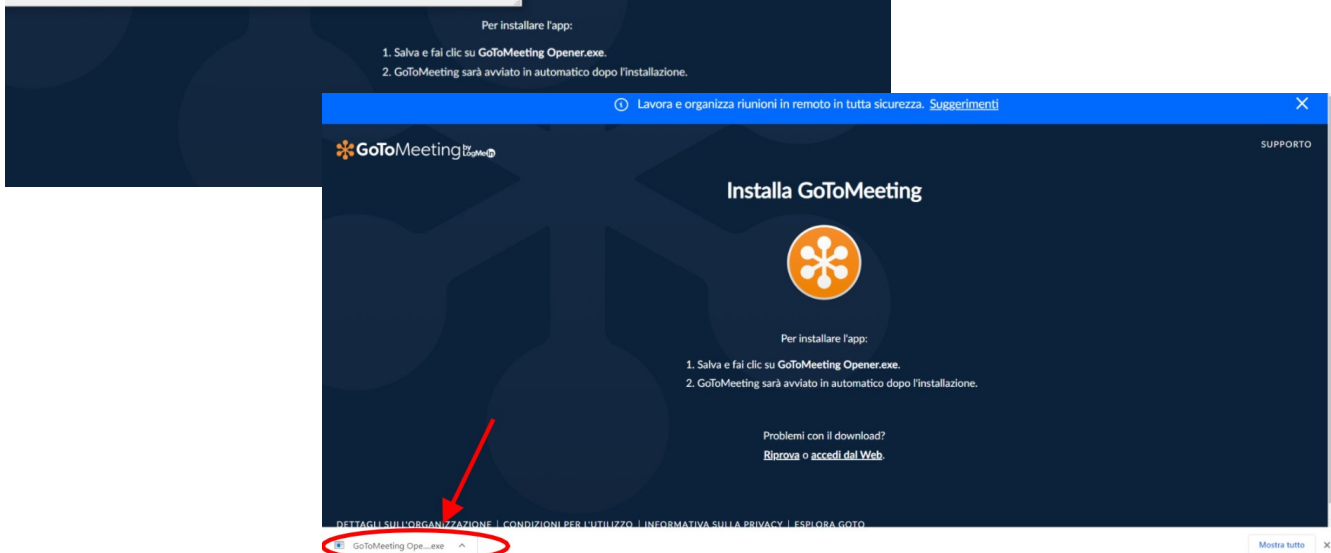 Per installare l'app:
1. Salva e fai clic su GoToMeeting Opener.exe.
2. GoToMeeting sarà avviato in automatico dopo l'installazione.
Lavora e organizza riunioni in remoto in tutta sicurezza. Suggerimenti
GoToMeeting by LogMeIn
SUPPORTO
Installa GoToMeeting
Per installare l'app:
1. Salva e fai clic su GoToMeeting Opener.exe.
2. GoToMeeting sarà avviato in automatico dopo l'installazione.
Problemi con il download?
Riprova o accedi dal Web.
DETTAGLI SULL'ORGANIZZAZIONE | CONDIZIONI PER L'UTILIZZO | INFORMATIVA SULLA PRIVACY | ESPLORA GOTO
GoToMeeting Ope....exe
Mostra tutto